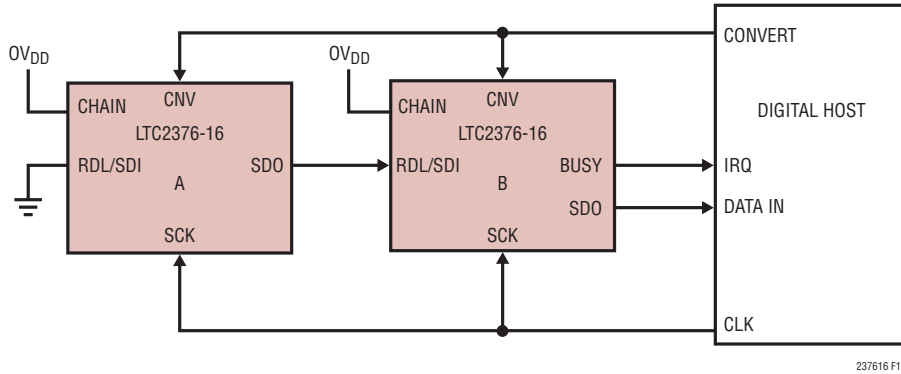 CONVERT
OVDD
OVDD
CHAIN
CNV
CHAIN
CNV
DIGITAL HOST
LTC2376-16
LTC2376-16
RDL/SDI
SDO
RDL/SDI
BUSY
IRQ
A
B
SDO
DATA IN
SCK
SCK
CLK
237616 F1